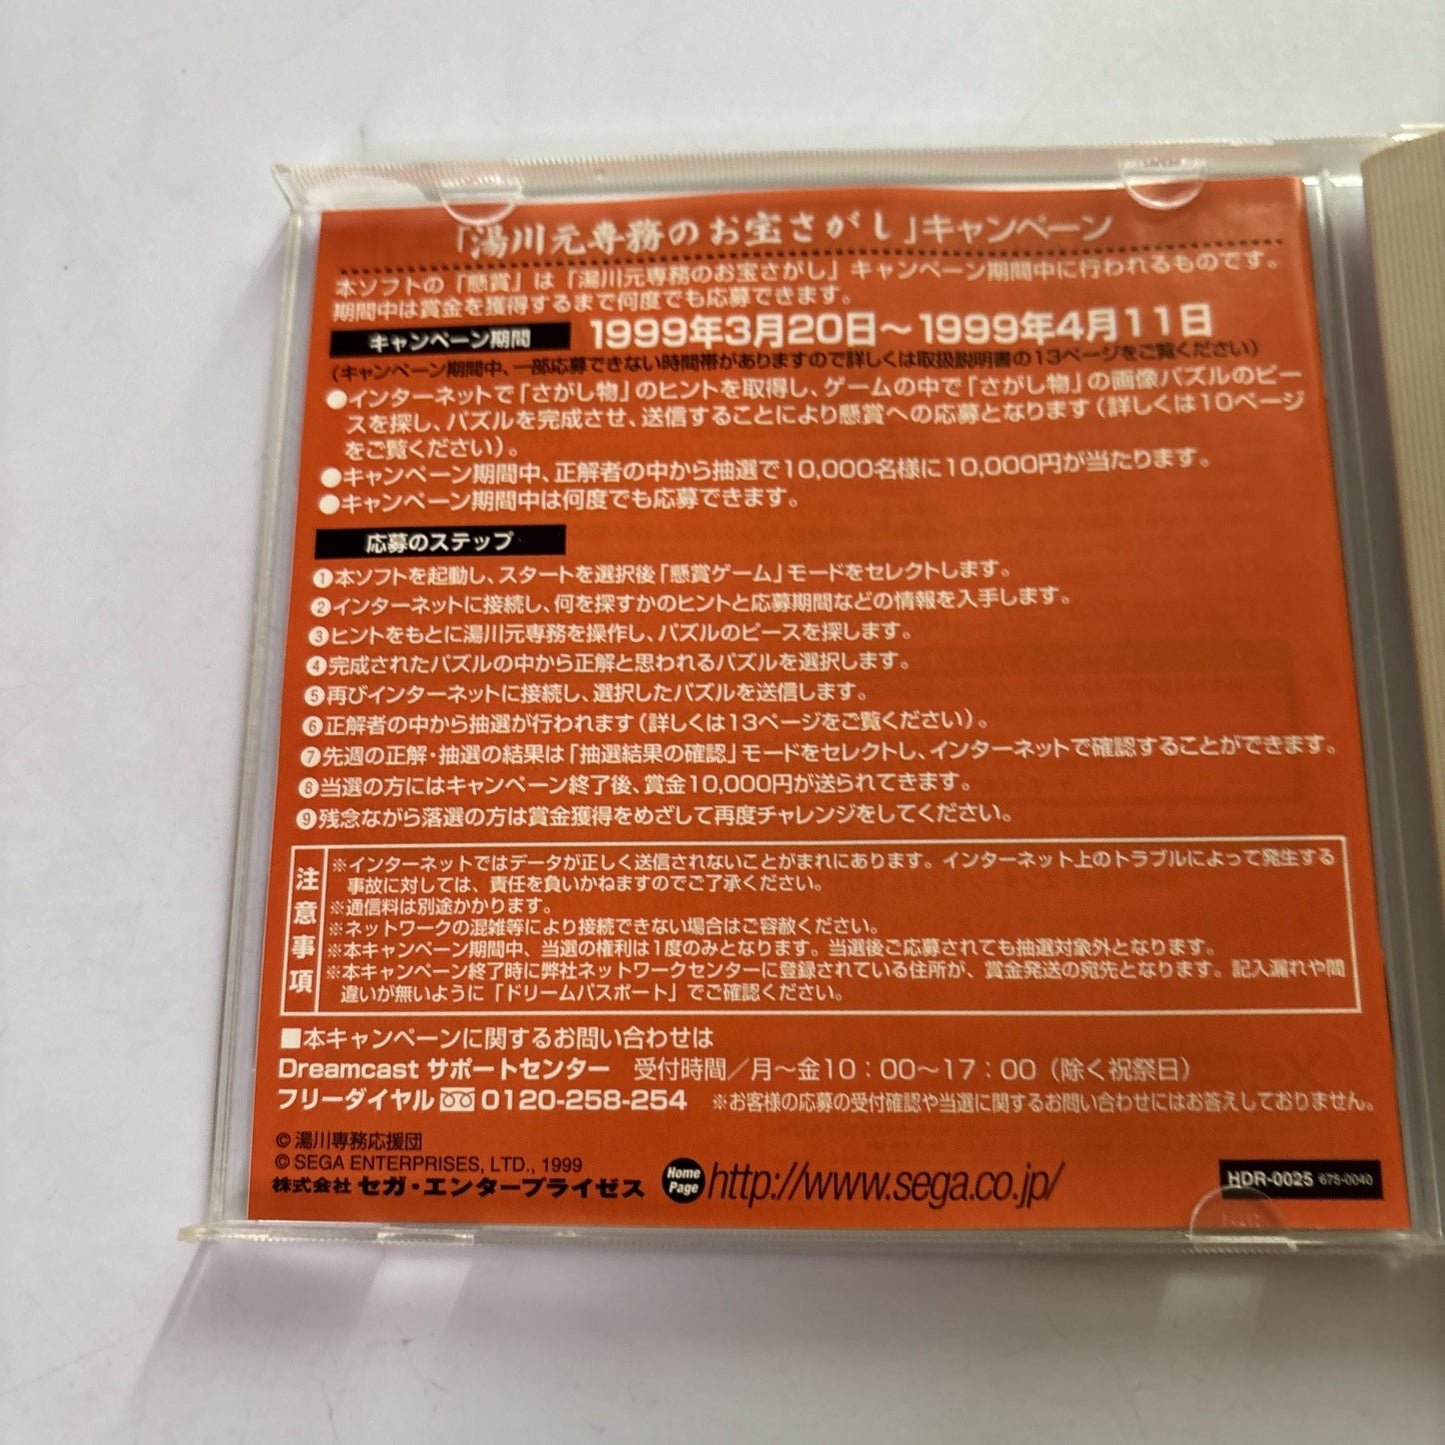 「湯川元専務のお宝さがし」キャンペーン
本ソフトの「懸賞」は「湯川元専務のお宝さがし」キャンペーン期間中に行われるものです。
期間中は賞金を獲得するまで何度でも応募できます。
キャンペーン期間 1999年3月20日～1999年4月11日
(キャンペーン期間中、一部応募できない時間帯がありますので詳しくは取扱説明書の13ページをご覧ください)
●インターネットで「さがし物」のヒントを取得し、ゲームの中で「さがし物」の画像パズルのピー
スを探し、パズルを完成させ、送信することにより懸賞への応募となります(詳しくは10ページ
をご覧ください)。
●キャンペーン期間中、正解者の中から抽選で10,000名様に10,000円が当たります。
●キャンペーン期間中は何度でも応募できます。
応募のステップ
❶本ソフトを起動し、スタートを選択後「懸賞ゲーム」モードをセレクトします。
❷インターネットに接続し、何を探すかのヒントと応募期間などの情報を入手します。
❸ヒントをもとに湯川元専務を操作し、パズルのピースを探します。
❹完成されたパズルの中から正解と思われるパズルを選択します。
❺再びインターネットに接続し、選択したパズルを送信します。
❻正解者の中から抽選が行われます(詳しくは13ページをご覧ください)。
❼先週の正解・抽選の結果は「抽選結果の確認」モードをセレクトし、インターネットで確認することができます。
❽当選の方にはキャンペーン終了後、賞金10,000円が送られてきます。
❾残念ながら落選の方は賞金獲得をめざして再度チャレンジをしてください。
注意事項
※インターネットではデータが正しく送信されないことがまれにあります。インターネット上のトラブルによって発生する
事故に対しては、責任を負いかねますのでご了承ください。
※通信料は別途かかります。
※ネットワークの混雑等により接続できない場合はご容赦ください。
※本キャンペーン期間中、当選の権利は1度のみとなります。当選後ご応募されても抽選対象外となります。
※本キャンペーン終了時に弊社ネットワークセンターに登録されている住所が、賞金発送の宛先となります。記入漏れや間
違いが無いように「ドリームパスポート」でご確認ください。
■本キャンペーンに関するお問い合わせは
Dreamcast サポートセンター 受付時間／月～金10：00～17：00（除く祝祭日）
フリーダイヤル 0120-258-254 ※お客様の応募の受付確認や当選に関するお問い合わせにはお答えしておりません。
© 湯川専務応援団
© SEGA ENTERPRISES, LTD., 1999
株式会社 セガ・エンタープライゼス Home Page http://www.sega.co.jp/ HDR-0025 675-0040